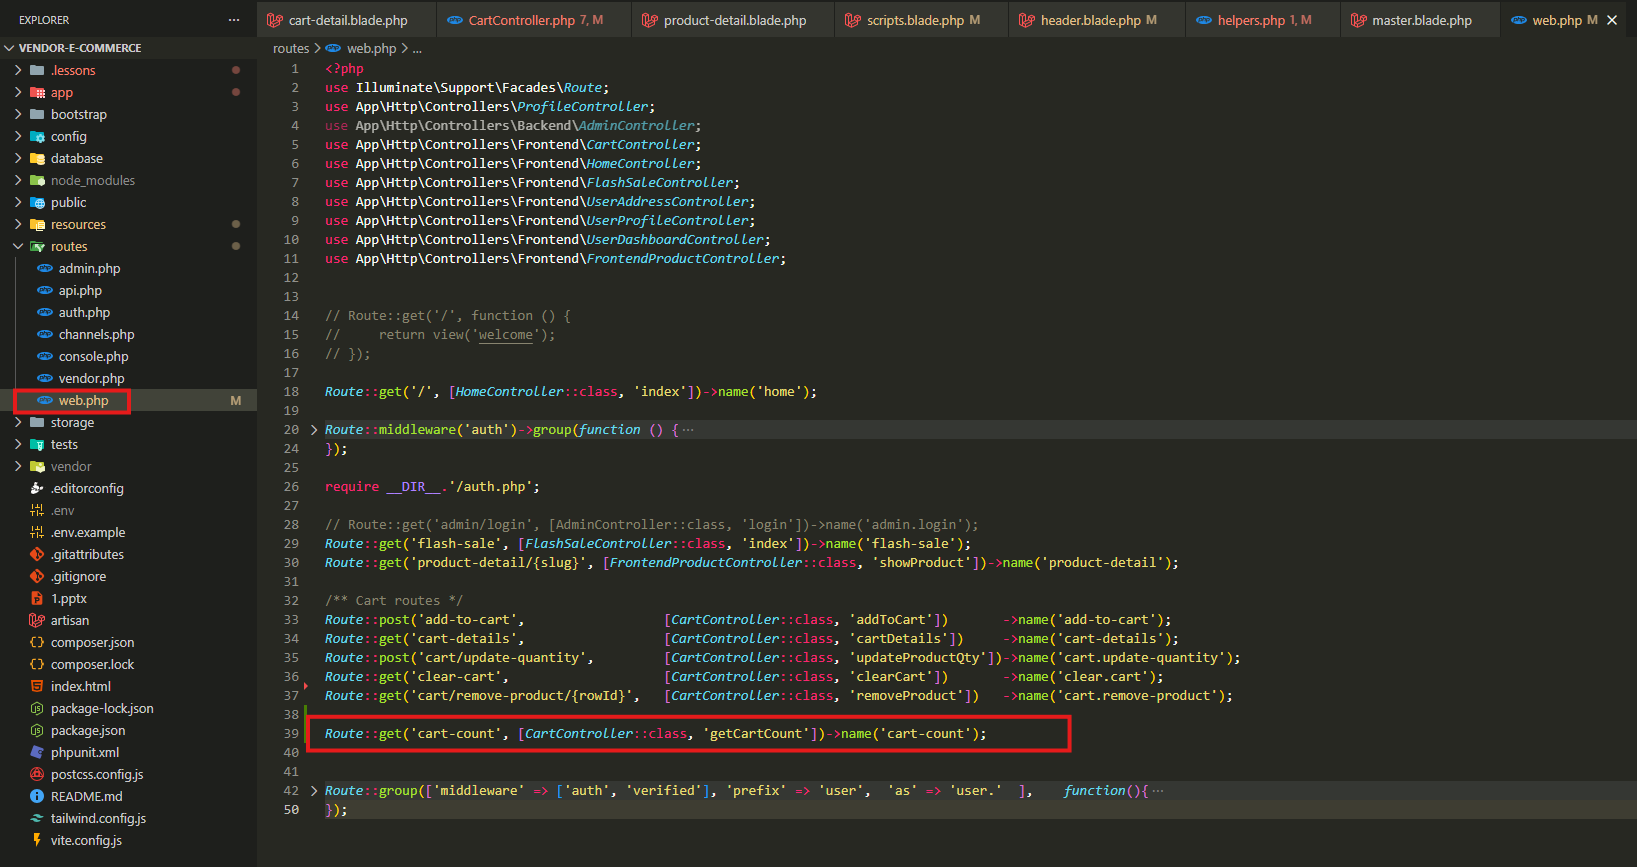 EXPLORER
...
cart-detail.blade.php
CartController.php 7, M
product-detail.blade.php
scripts.blade.php M
header.blade.php M
helpers.php 1, M
master.blade.php
web.php M
VENDOR-E-COMMERCE
routes > web.php > ...
.lessons
app
bootstrap
config
database
node_modules
public
resources
routes
admin.php
api.php
auth.php
channels.php
console.php
vendor.php
web.php M
storage
tests
vendor
.editorconfig
.env
.env.example
.gitattributes
.gitignore
1.pptx
artisan
composer.json
composer.lock
index.html
package-lock.json
package.json
phpunit.xml
postcss.config.js
README.md
tailwind.config.js
vite.config.js
1 <?php
2 use Illuminate\Support\Facades\Route;
3 use App\Http\Controllers\ProfileController;
4 use App\Http\Controllers\Backend\AdminController;
5 use App\Http\Controllers\Frontend\CartController;
6 use App\Http\Controllers\Frontend\HomeController;
7 use App\Http\Controllers\Frontend\FlashSaleController;
8 use App\Http\Controllers\Frontend\UserAddressController;
9 use App\Http\Controllers\Frontend\UserProfileController;
10 use App\Http\Controllers\Frontend\UserDashboardController;
11 use App\Http\Controllers\Frontend\FrontendProductController;
12
13
14 // Route::get('/', function () {
15 //     return view('welcome');
16 // });
17
18 Route::get('/', [HomeController::class, 'index'])->name('home');
19
20 Route::middleware('auth')->group(function () {···
24 });
25
26 require __DIR__.'/auth.php';
27
28 // Route::get('admin/login', [AdminController::class, 'login'])->name('admin.login');
29 Route::get('flash-sale', [FlashSaleController::class, 'index'])->name('flash-sale');
30 Route::get('product-detail/{slug}', [FrontendProductController::class, 'showProduct'])->name('product-detail');
31
32 /** Cart routes */
33 Route::post('add-to-cart', [CartController::class, 'addToCart']) ->name('add-to-cart');
34 Route::get('cart-details', [CartController::class, 'cartDetails']) ->name('cart-details');
35 Route::post('cart/update-quantity', [CartController::class, 'updateProductQty'])->name('cart.update-quantity');
36 Route::get('clear-cart', [CartController::class, 'clearCart']) ->name('clear.cart');
37 Route::get('cart/remove-product/{rowId}', [CartController::class, 'removeProduct']) ->name('cart.remove-product');
38
39 Route::get('cart-count', [CartController::class, 'getCartCount'])->name('cart-count');
40
41
42 Route::group(['middleware' => ['auth', 'verified'], 'prefix' => 'user', 'as' => 'user.' ], function(){···
50 });